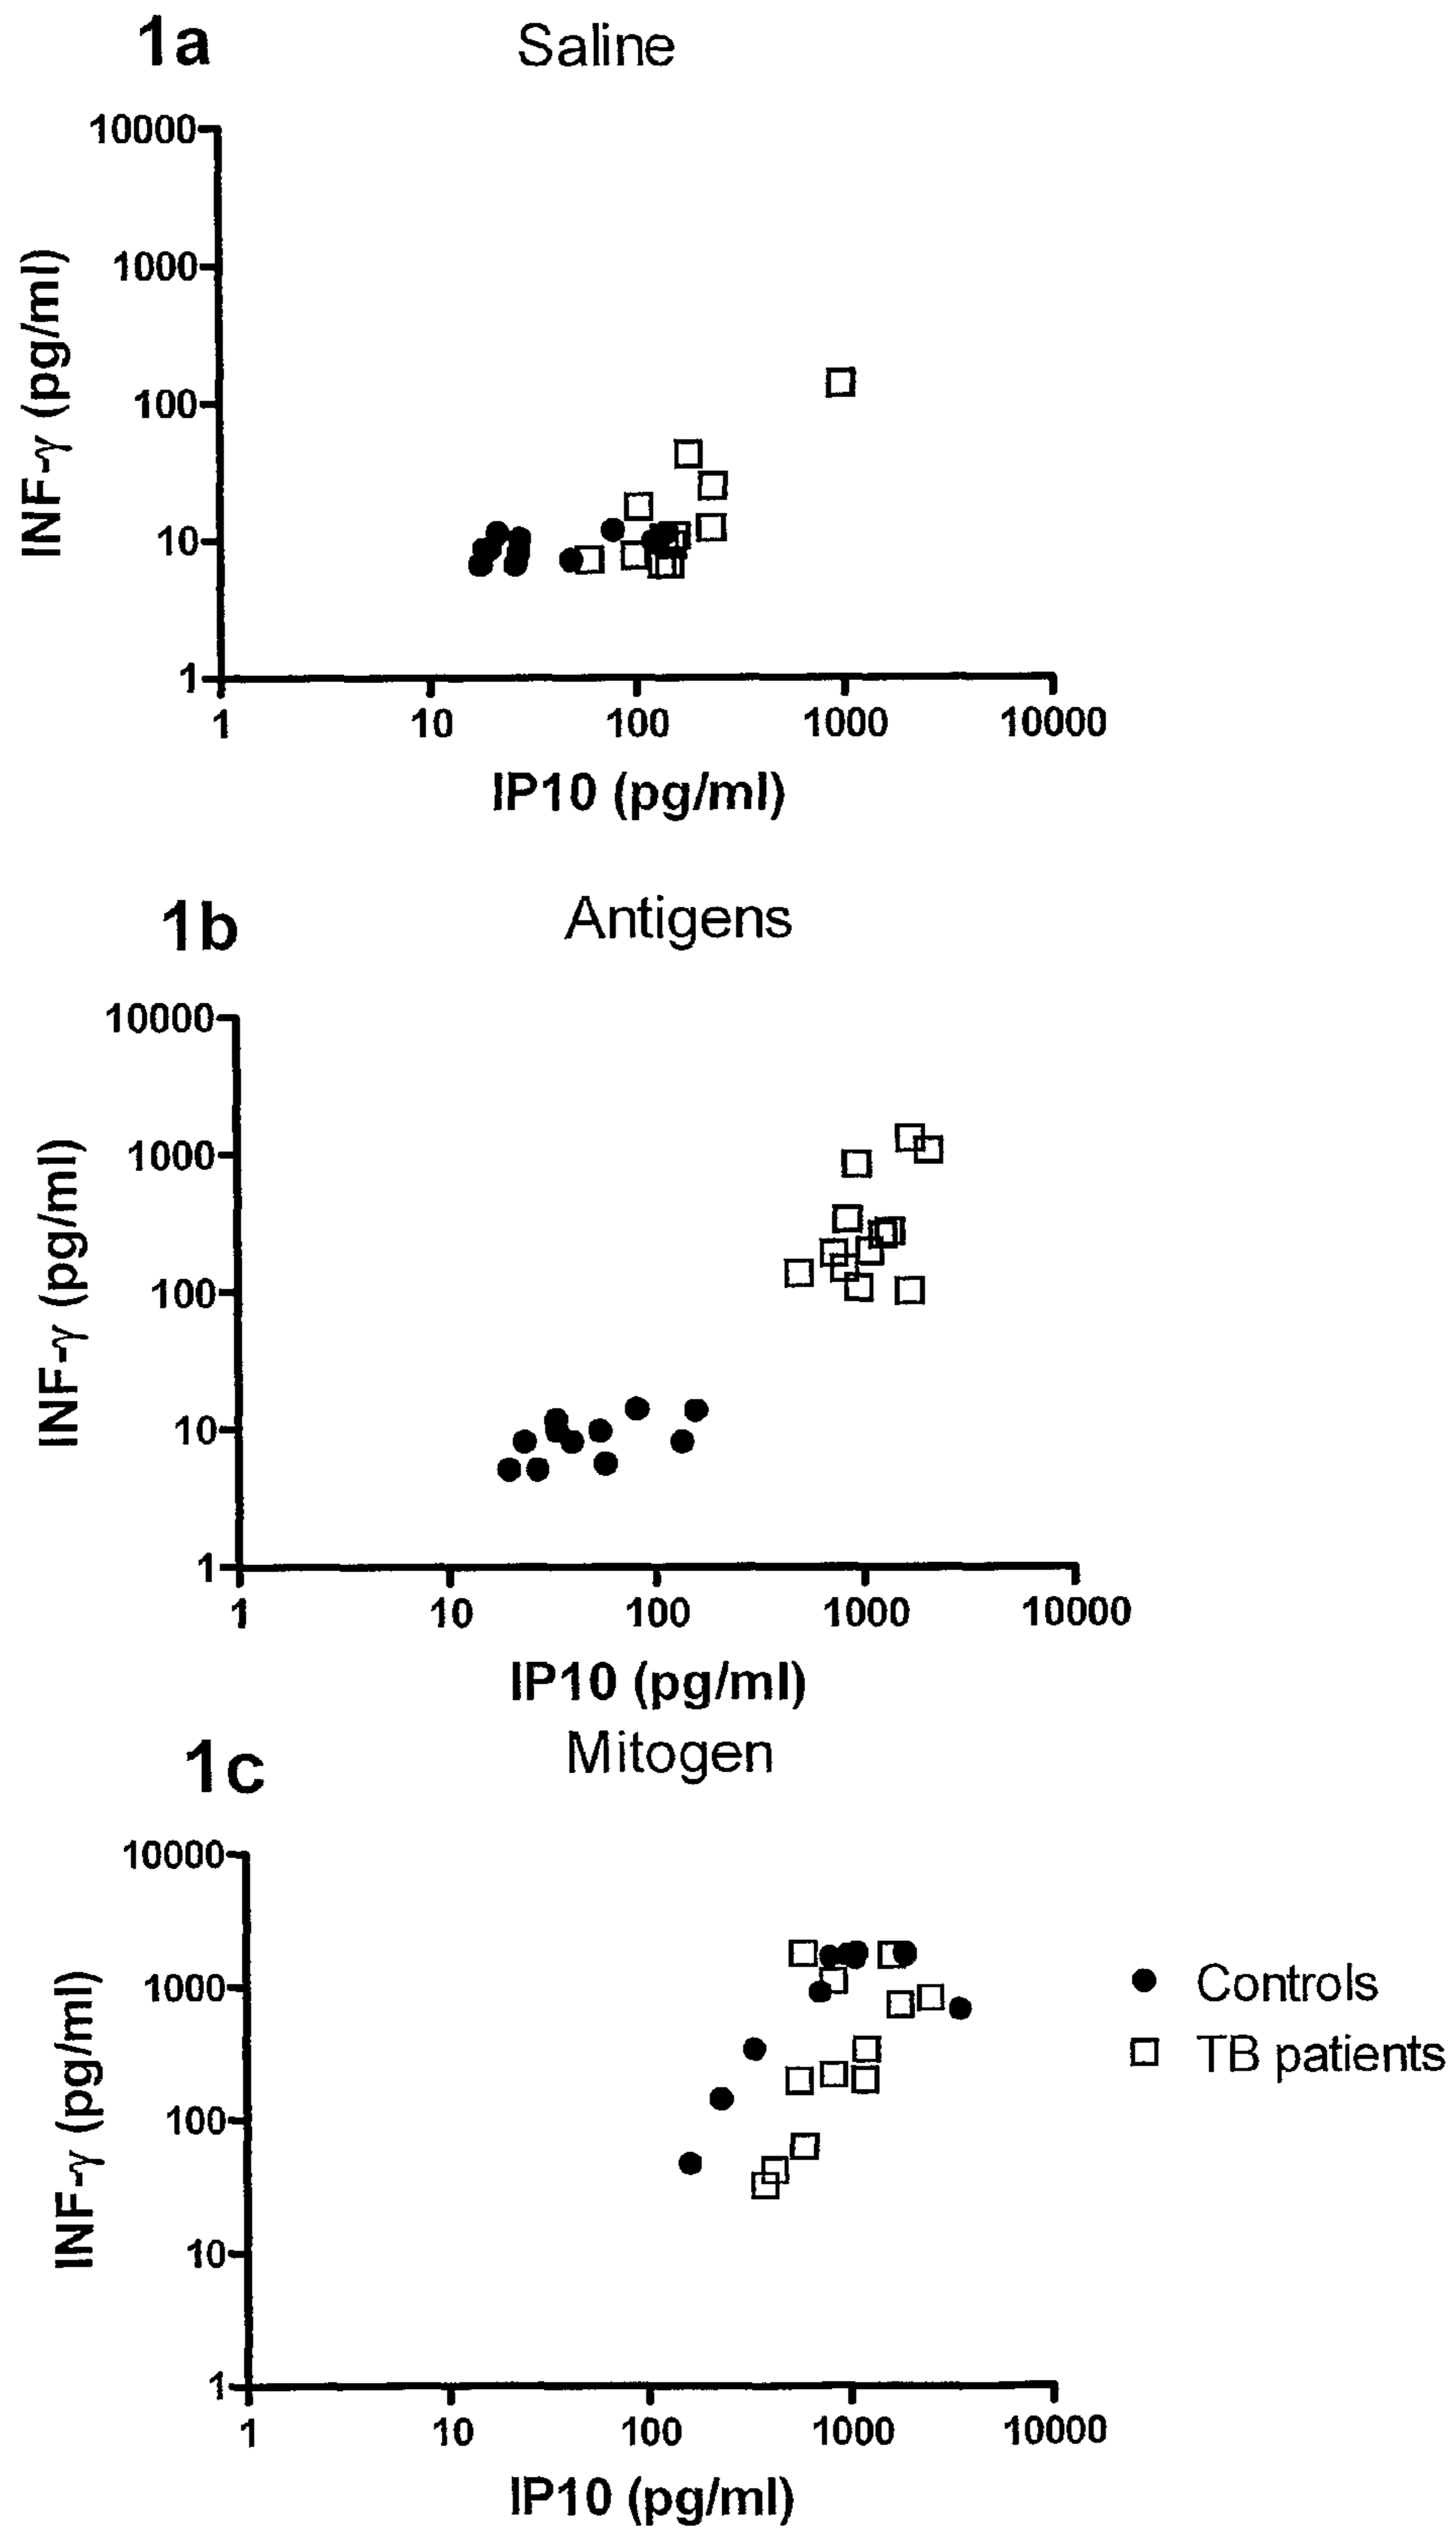 1a Saline
10000
1000
100
10
1
INF-γ (pg/ml)
1 10 100 1000 10000
IP10 (pg/ml)
1b Antigens
10000
1000
100
10
1
INF-γ (pg/ml)
1 10 100 1000 10000
IP10 (pg/ml)
1c Mitogen
10000
1000
100
10
1
INF-γ (pg/ml)
1 10 100 1000 10000
IP10 (pg/ml)
Controls
TB patients